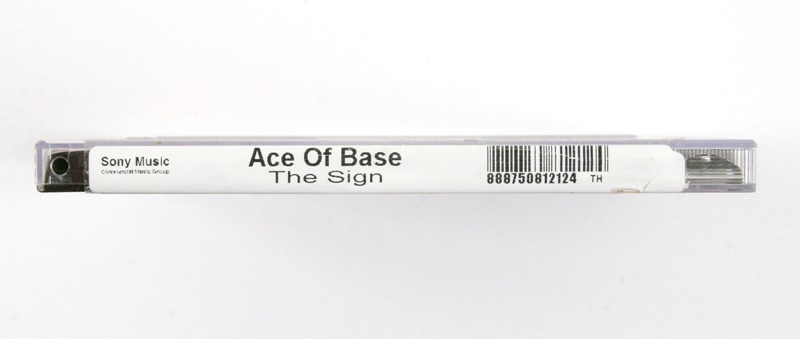 Sony Music
Commercial Music Group
Ace Of Base
The Sign
888750812124 TH